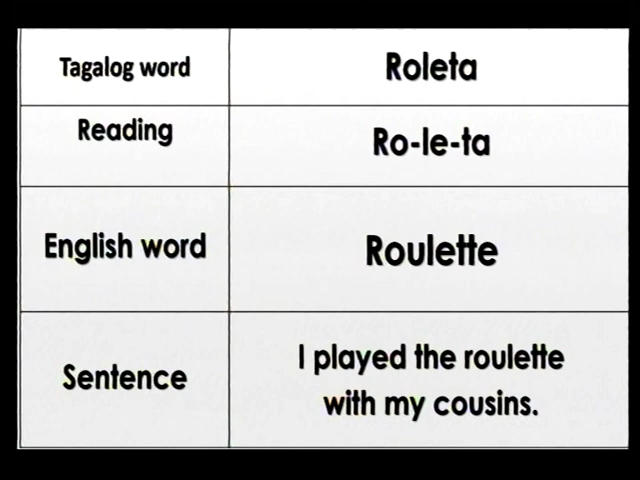 Tagalog word
Roleta
Reading
Ro-le-ta
English word
Roulette
Sentence
I played the roulette
with my cousins.